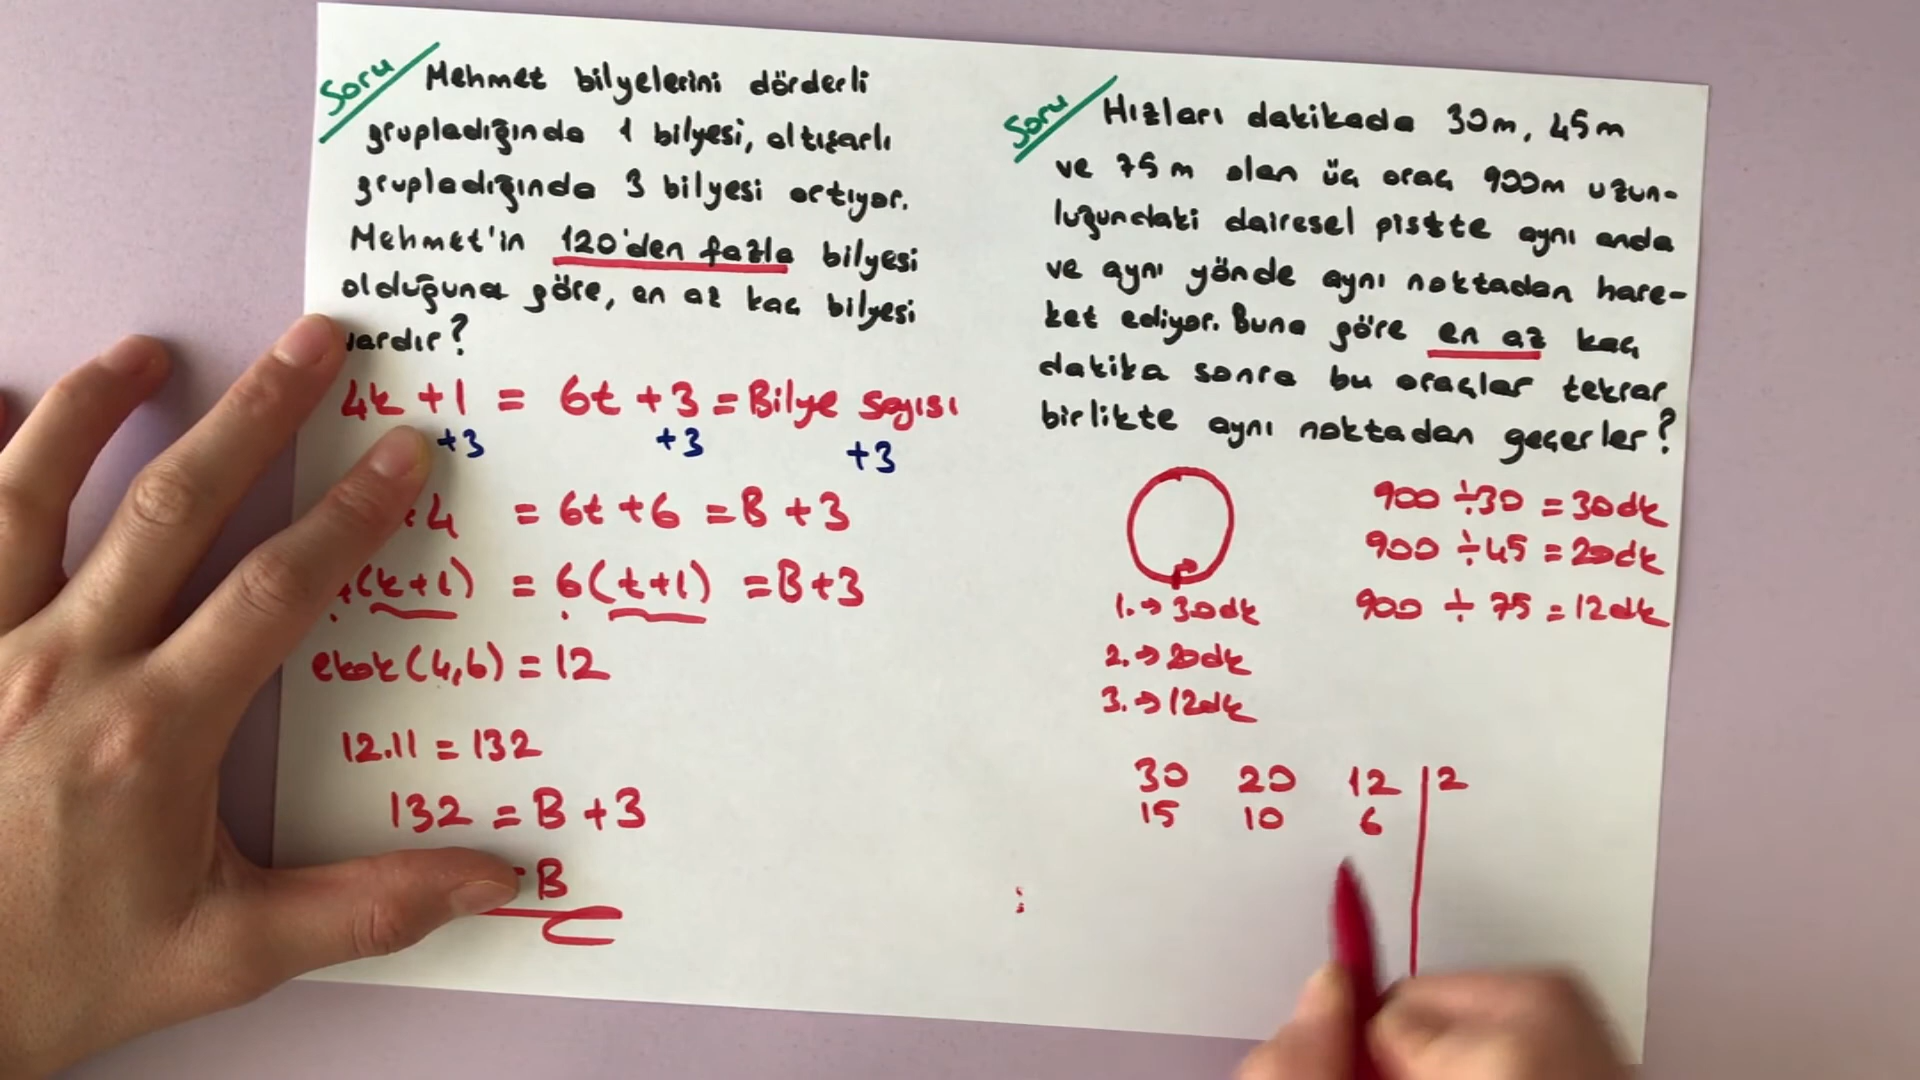 Soru
Mehmet bilyelerini dörderli
grupladığında 1 bilyesi, altışarlı
grupladığında 3 bilyesi artıyor.
Mehmet'in 120'den fazla bilyesi
olduğuna göre, en az kaç bilyesi
vardır?
4k +1 = 6t +3 = Bilye sayısı
+3 +3 +3
4 = 6t +6 = B +3
(k+1) = 6(t+1) = B+3
ekok(4,6) = 12
12.11 = 132
132 = B +3
= B
Soru
Hızları dakikada 30m, 45m
ve 75m olan üç araç 900m uzun-
luğundaki dairesel pistte aynı anda
ve aynı yönde aynı noktadan hare-
ket ediyor. Buna göre en az kaç
dakika sonra bu araçlar tekrar
birlikte aynı noktadan geçerler?
900 ÷30 = 30dk
900 ÷45 = 20dk
900 ÷ 75 = 12dk
1.→ 30dk
2.→ 20dk
3.→ 12dk
30 20 12 | 2
15 10 6